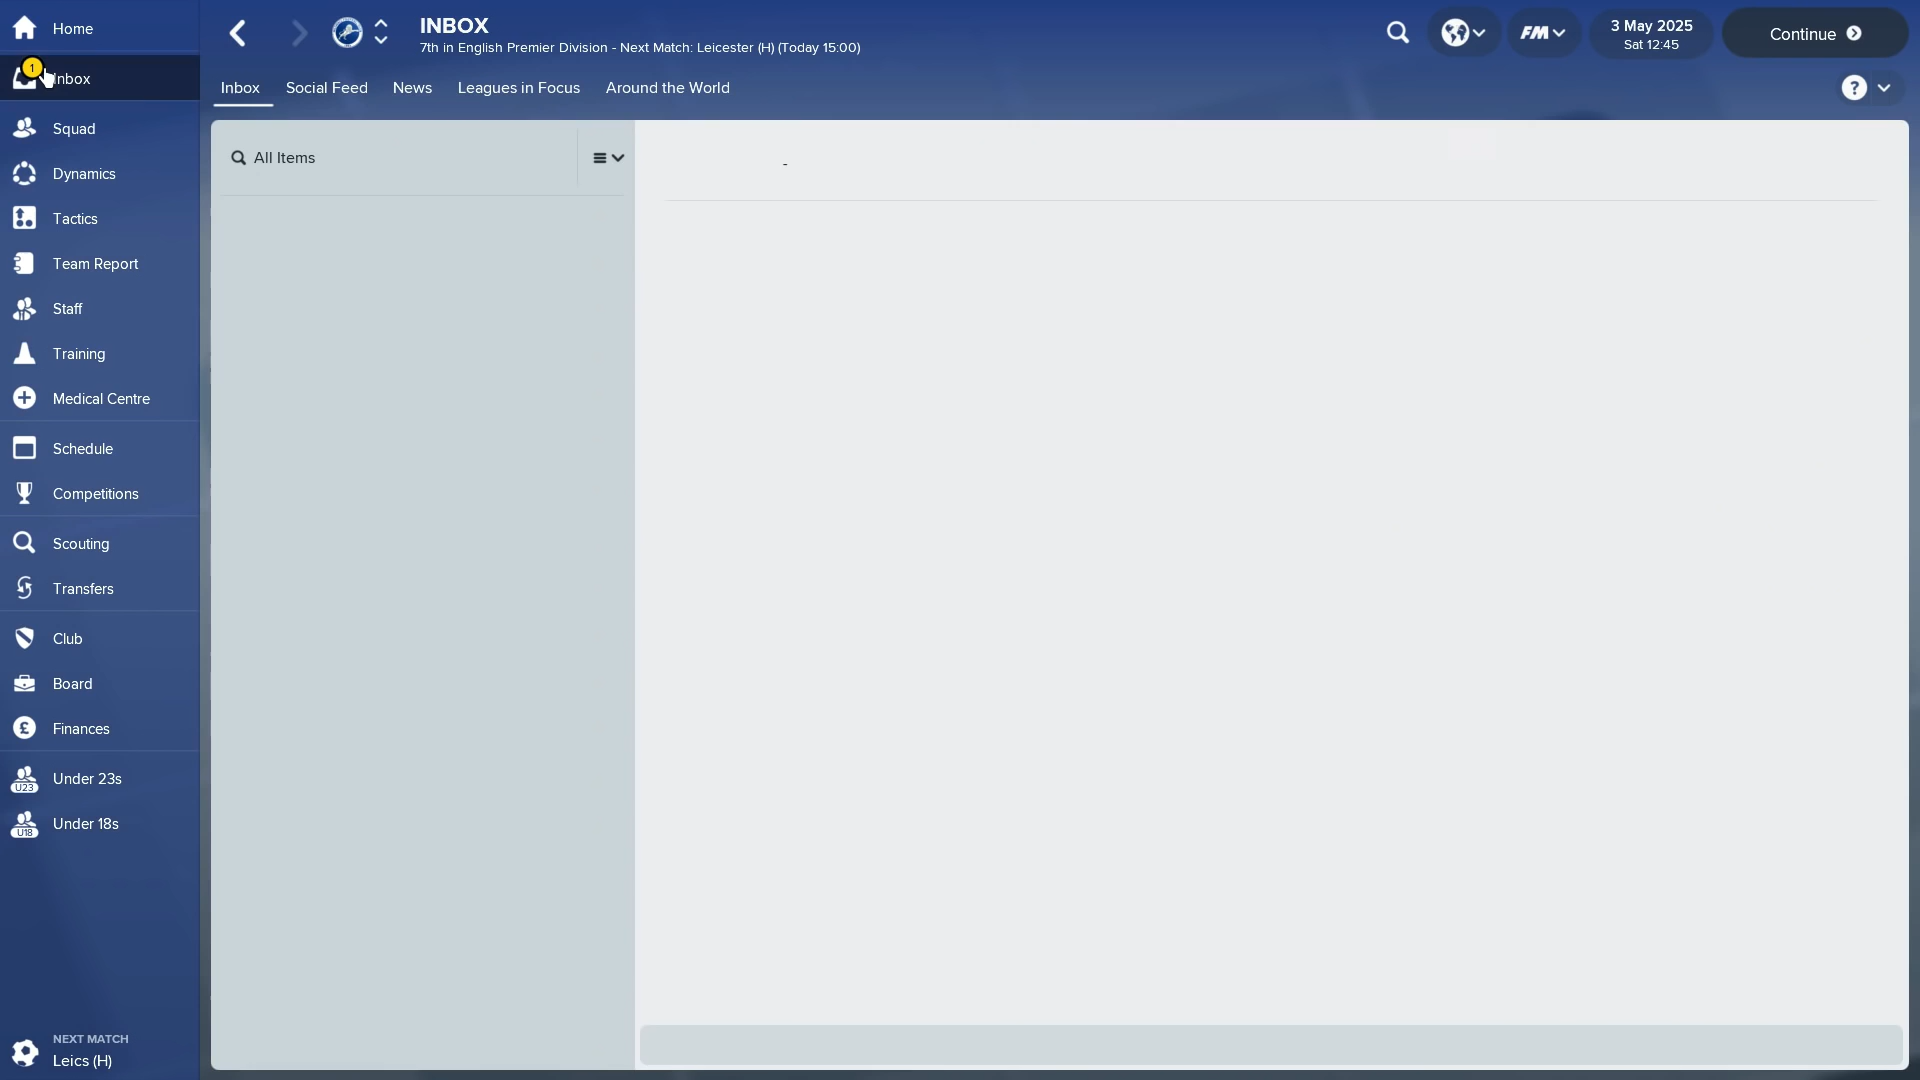 Home
1
Inbox
Squad
Dynamics
Tactics
Team Report
Staff
Training
Medical Centre
Schedule
Competitions
Scouting
Transfers
Club
Board
£
Finances
U23
Under 23s
U18
Under 18s
NEXT MATCH
Leics (H)
INBOX
7th in English Premier Division - Next Match: Leicester (H) (Today 15:00)
FM
3 May 2025
Sat 12:45
Continue
Inbox
Social Feed
News
Leagues in Focus
Around the World
?
All Items
-